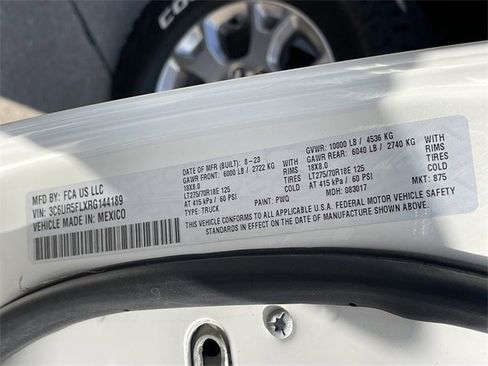 CO
MFD BY: FCA US LLC
VIN: 3C6UR5FLXRG144189
VEHICLE MADE IN: MEXICO
DATE OF MFR (BUILT): 8-23
GAWR FRONT: 6000 LB / 2722 KG WITH
18X8.0 RIMS
LT275/70R18E 125 TIRES
AT 415 kPa / 60 PSI COLD
TYPE: TRUCK PAINT: PWG
GVWR: 10000 LB / 4536 KG
GAWR REAR: 6040 LB / 2740 KG WITH
18X8.0 RIMS
LT275/70R18E 125 TIRES
AT 415 kPa / 60 PSI COLD
MDH: 083017 MKT: 875
THIS VEHICLE CONFORMS TO ALL APPLICABLE U.S.A. FEDERAL MOTOR VEHICLE SAFETY
STANDARDS IN EFFECT ON THE DATE OF MANUFACTURE SHOWN ABOVE.